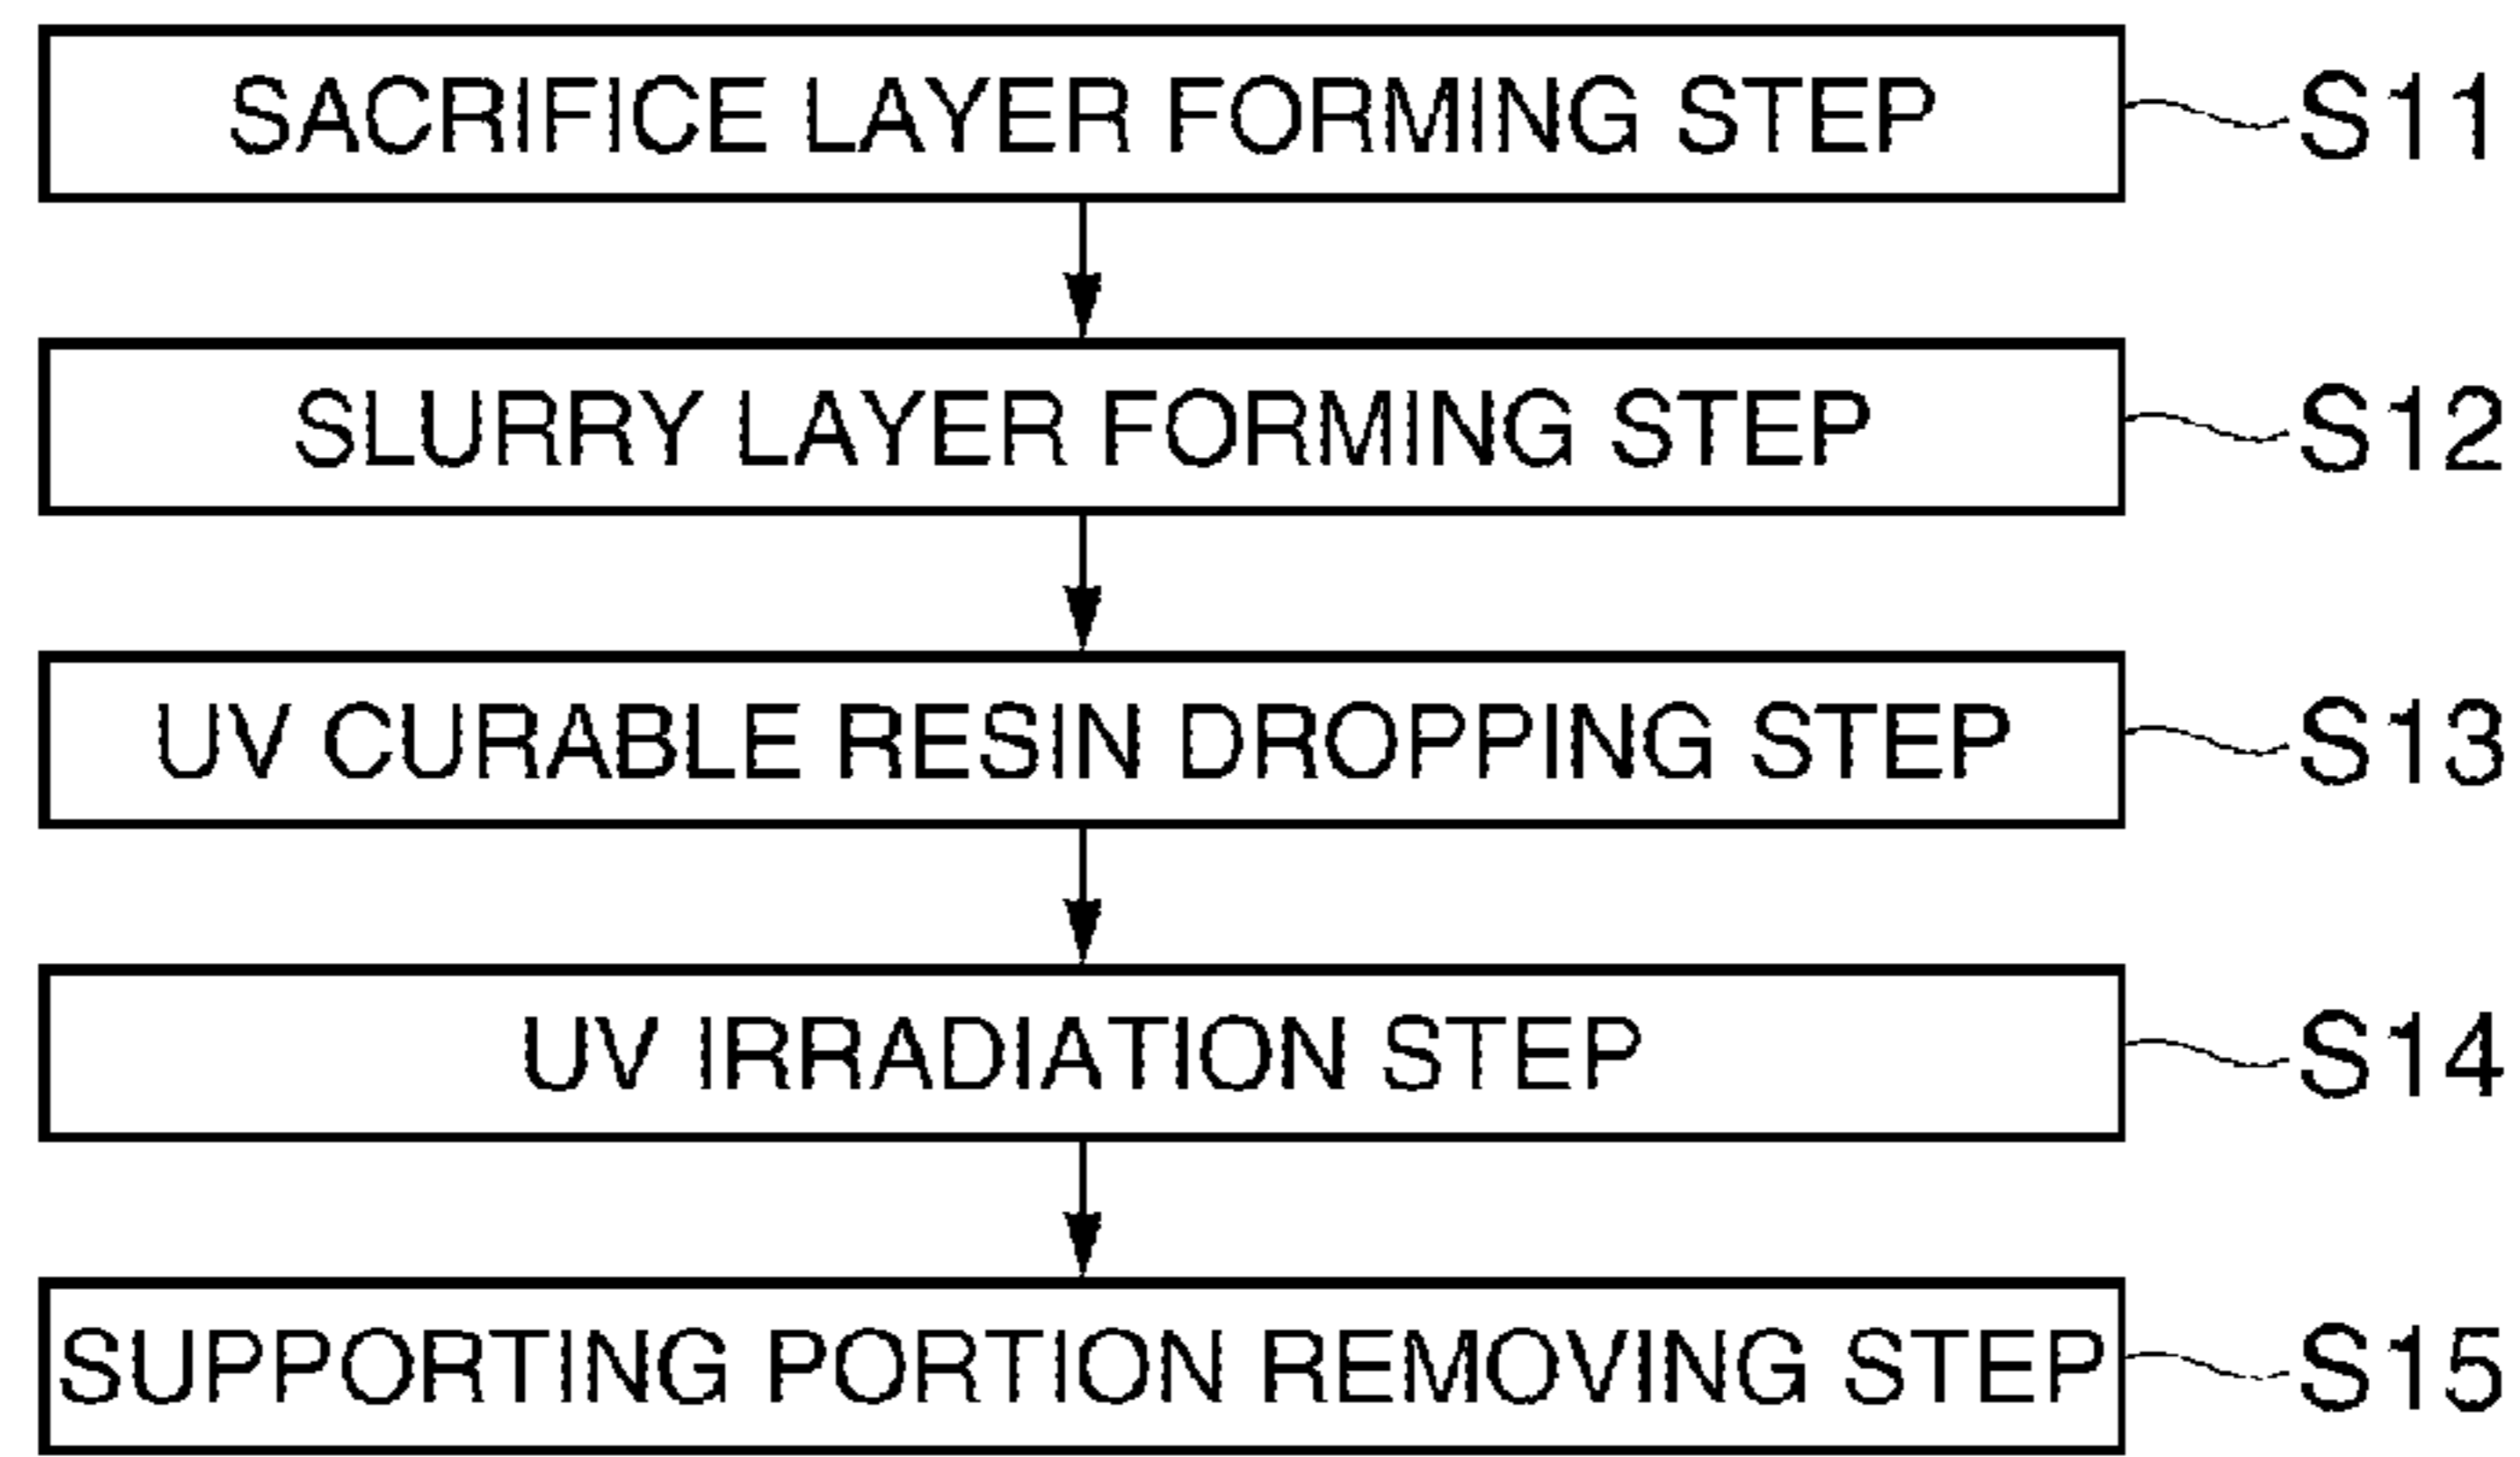 SACRIFICE LAYER FORMING STEP S11
SLURRY LAYER FORMING STEP S12
UV CURABLE RESIN DROPPING STEP S13
UV IRRADIATION STEP S14
SUPPORTING PORTION REMOVING STEP S15